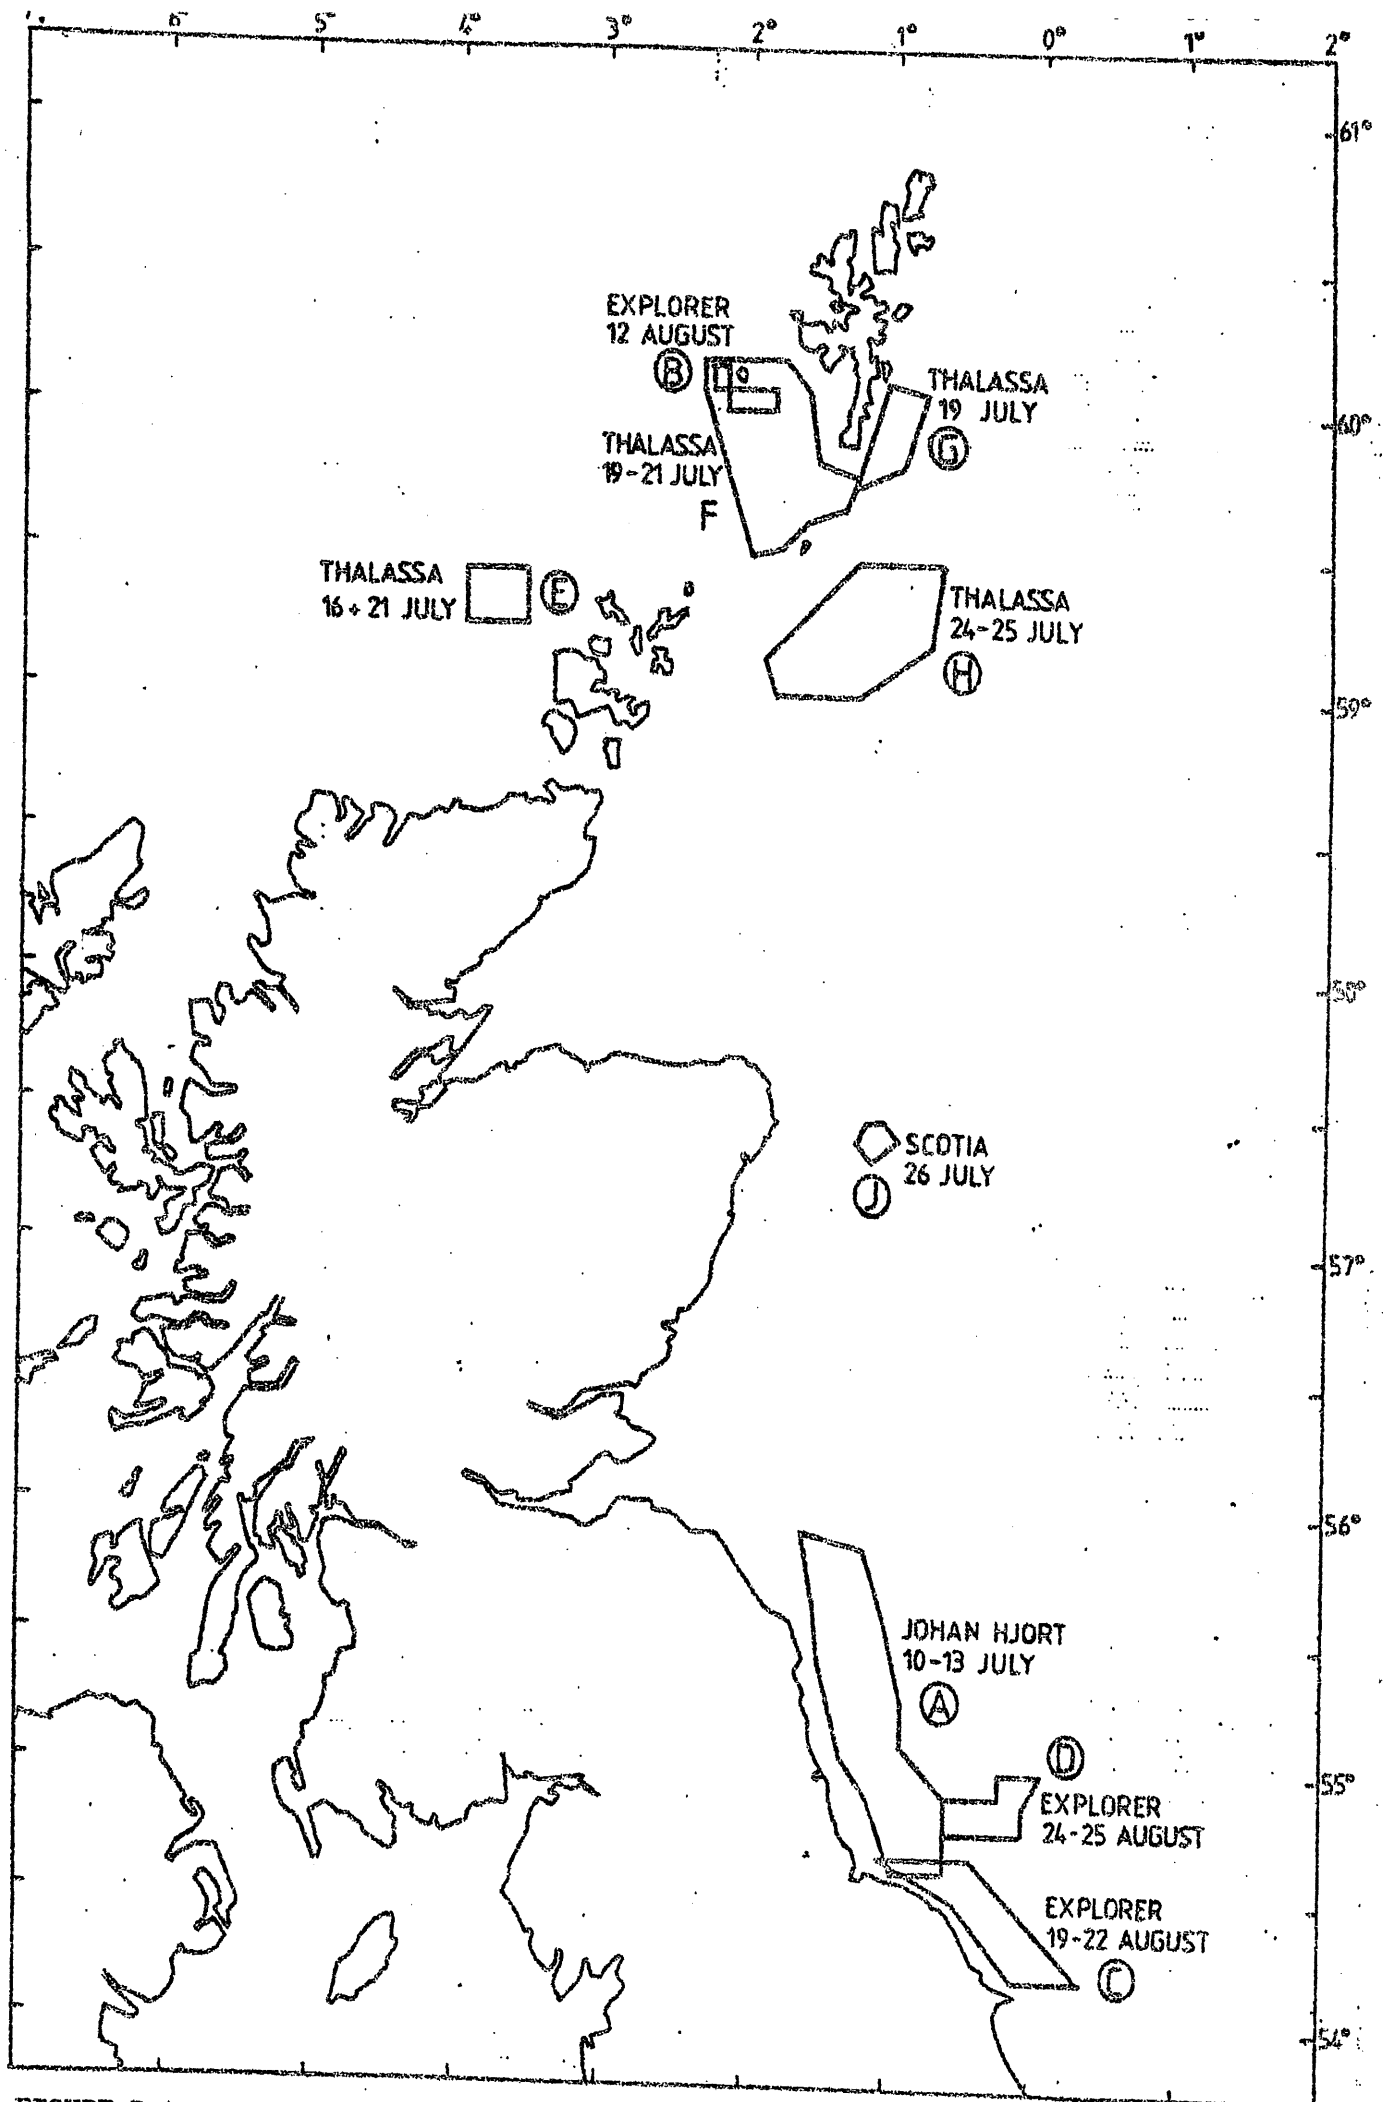 6° 5° 4° 3° 2° 1° 0° 1° 2°
61°
EXPLORER
12 AUGUST
B
THALASSA
19 JULY
G
60°
THALASSA
19-21 JULY
F
THALASSA
16+21 JULY
E
THALASSA
24-25 JULY
H
59°
58°
SCOTIA
26 JULY
J
57°
56°
JOHAN HJORT
10-13 JULY
A
D
55°
EXPLORER
24-25 AUGUST
EXPLORER
19-22 AUGUST
C
54°